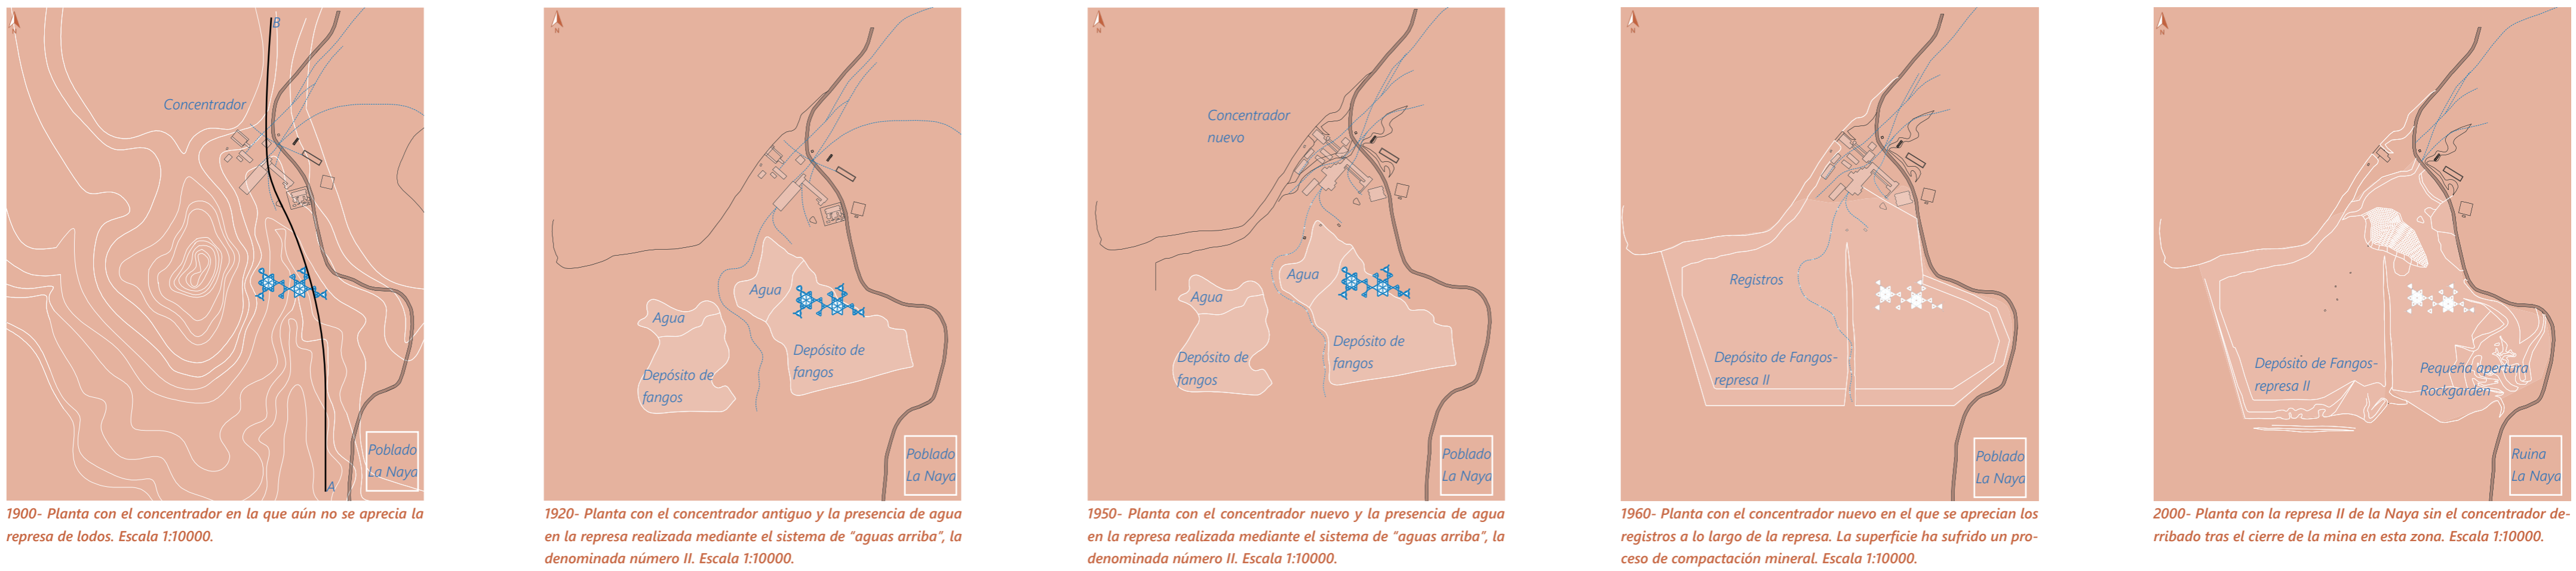 N
B
Concentrador
Poblado
La Naya
A
1900- Planta con el concentrador en la que aún no se aprecia la
represa de lodos. Escala 1:10000.
N
Agua
Agua
Depósito de
fangos
Depósito de
fangos
Poblado
La Naya
1920- Planta con el concentrador antiguo y la presencia de agua
en la represa realizada mediante el sistema de "aguas arriba", la
denominada número II. Escala 1:10000.
N
Concentrador
nuevo
Agua
Agua
Depósito de
fangos
Depósito de
fangos
Poblado
La Naya
1950- Planta con el concentrador nuevo y la presencia de agua
en la represa realizada mediante el sistema de "aguas arriba", la
denominada número II. Escala 1:10000.
N
Registros
Depósito de Fangos-
represa II
Poblado
La Naya
1960- Planta con el concentrador nuevo en el que se aprecian los
registros a lo largo de la represa. La superficie ha sufrido un pro-
ceso de compactación mineral. Escala 1:10000.
N
Depósito de Fangos-
represa II
Pequeña apertura
Rockgarden
Ruina
La Naya
2000- Planta con la represa II de la Naya sin el concentrador de-
rribado tras el cierre de la mina en esta zona. Escala 1:10000.